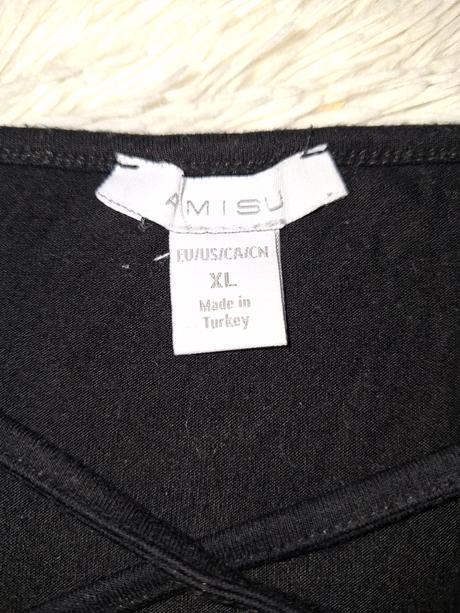 AMISU
EU/US/CA/CN
XL
Made in
Turkey